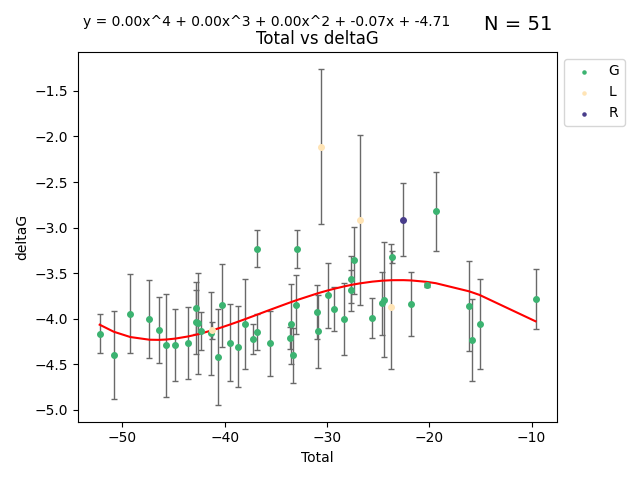 y = 0.00x^4 + 0.00x^3 + 0.00x^2 + -0.07x + -4.71
N = 51
Total vs deltaG
G
L
R
deltaG
−1.5
−2.0
−2.5
−3.0
−3.5
−4.0
−4.5
−5.0
−50 −40 −30 −20 −10
Total